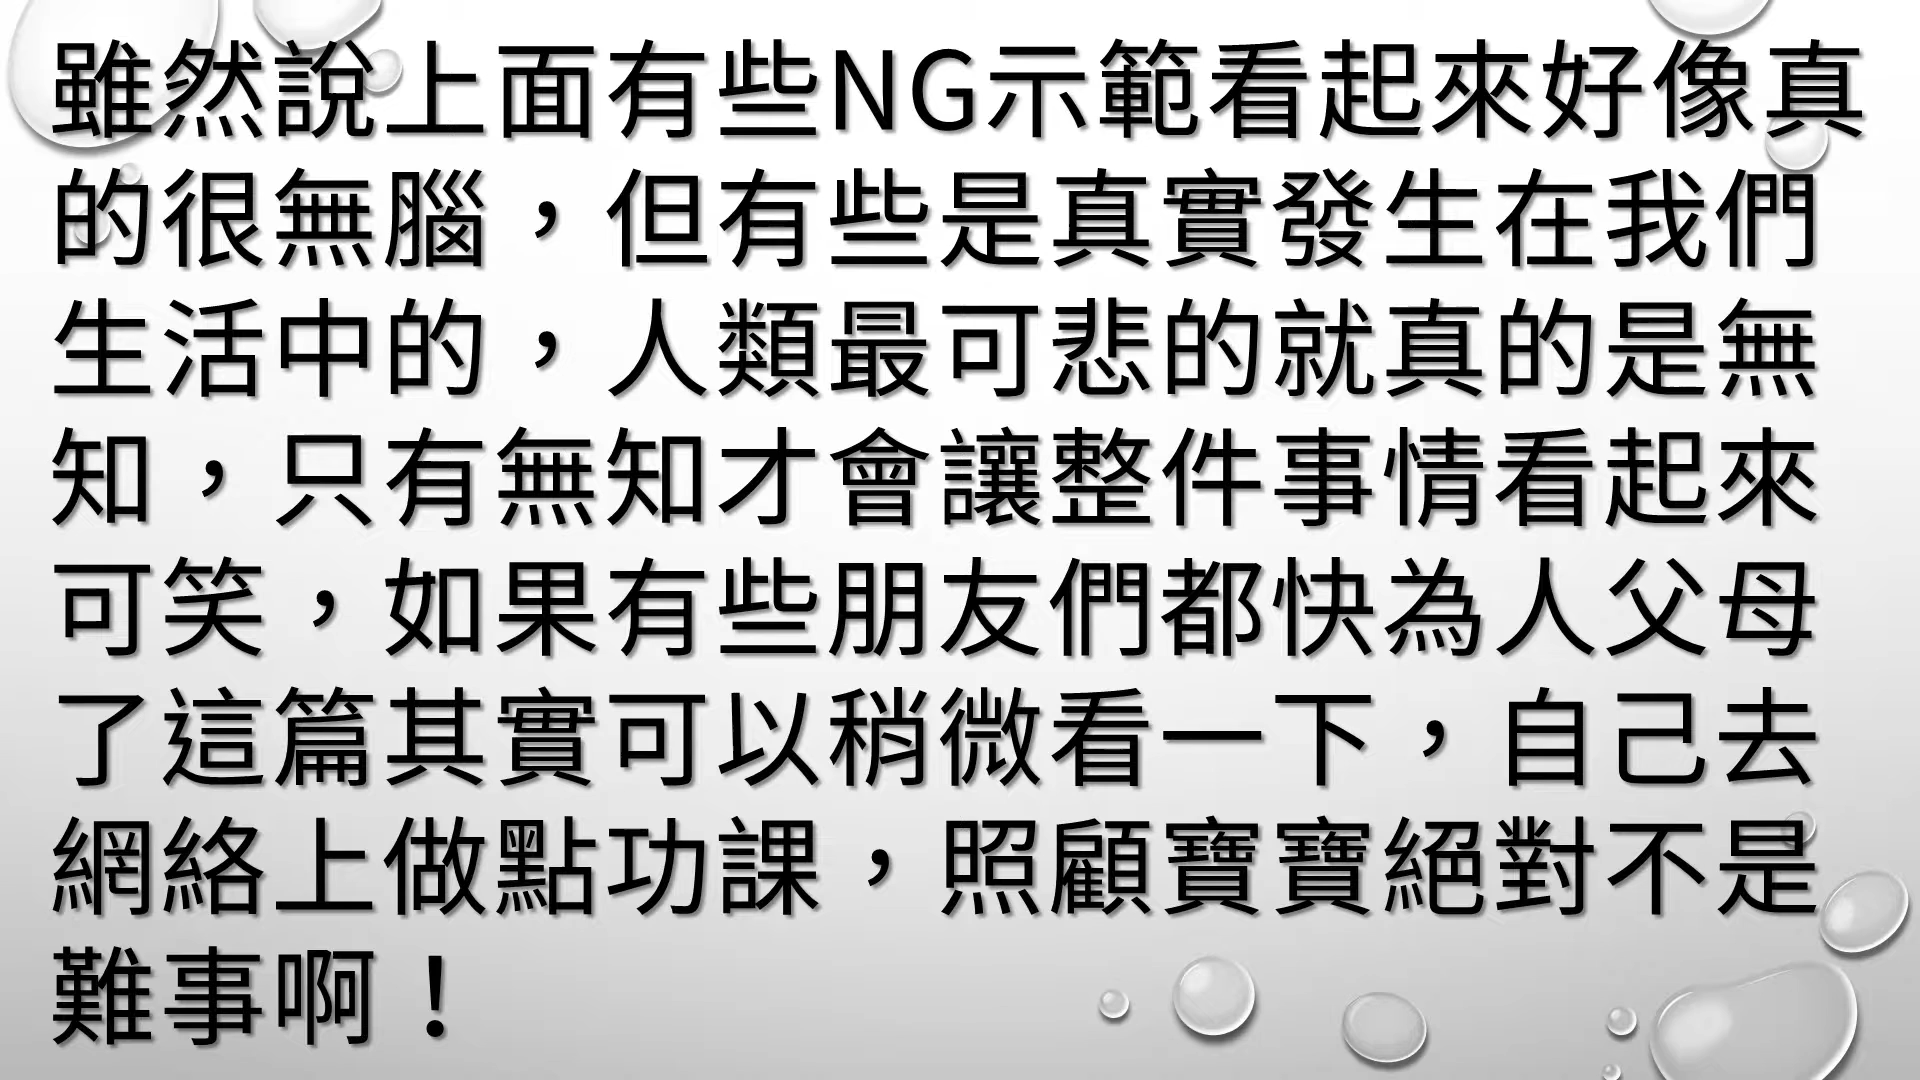 雖然說上面有些NG示範看起來好像真
的很無腦，但有些是真實發生在我們
生活中的，人類最可悲的就真的是無
知，只有無知才會讓整件事情看起來
可笑，如果有些朋友們都快為人父母
了這篇其實可以稍微看一下，自己去
網絡上做點功課，照顧寶寶絕對不是
難事啊！